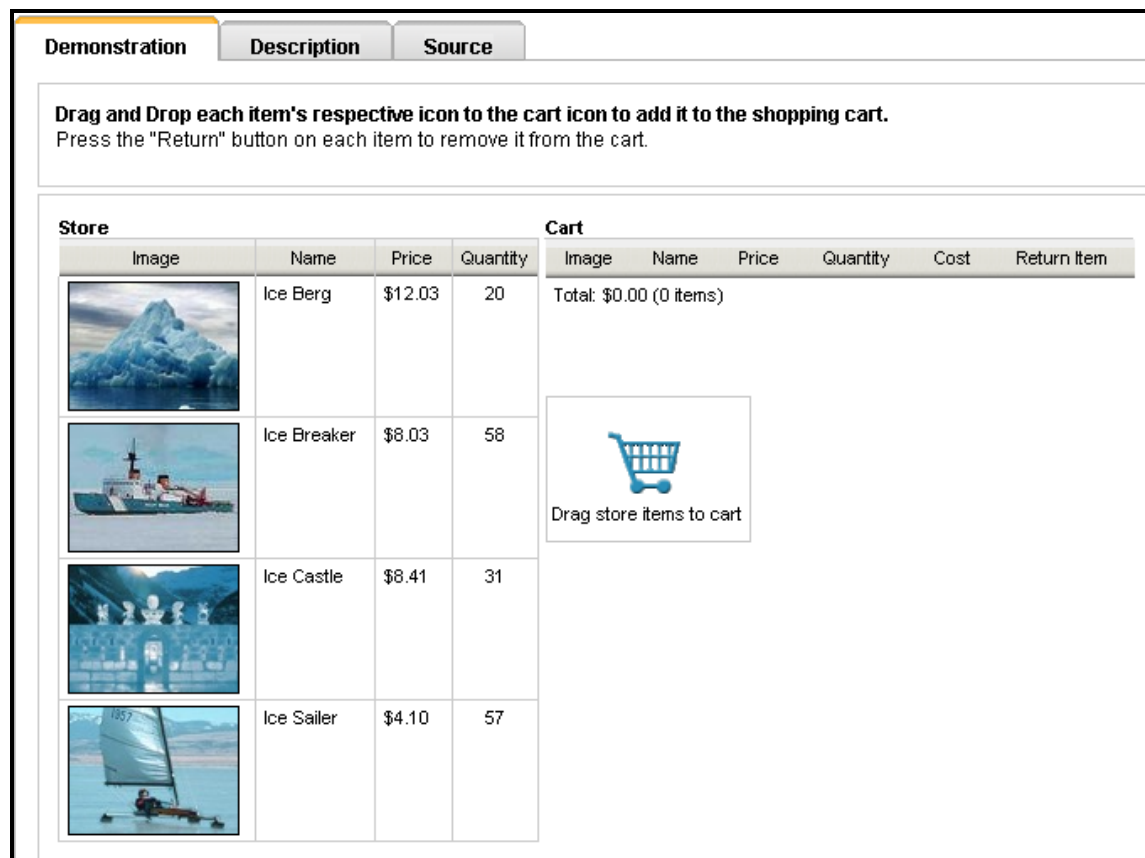 Demonstration Description Source
Drag and Drop each item's respective icon to the cart icon to add it to the shopping cart.
Press the "Return" button on each item to remove it from the cart.
Store
Image Name Price Quantity
Ice Berg $12.03 20
Ice Breaker $8.03 58
Ice Castle $8.41 31
1957
Ice Sailer $4.10 57
Cart
Image Name Price Quantity Cost Return Item
Total: $0.00 (0 items)
Drag store items to cart